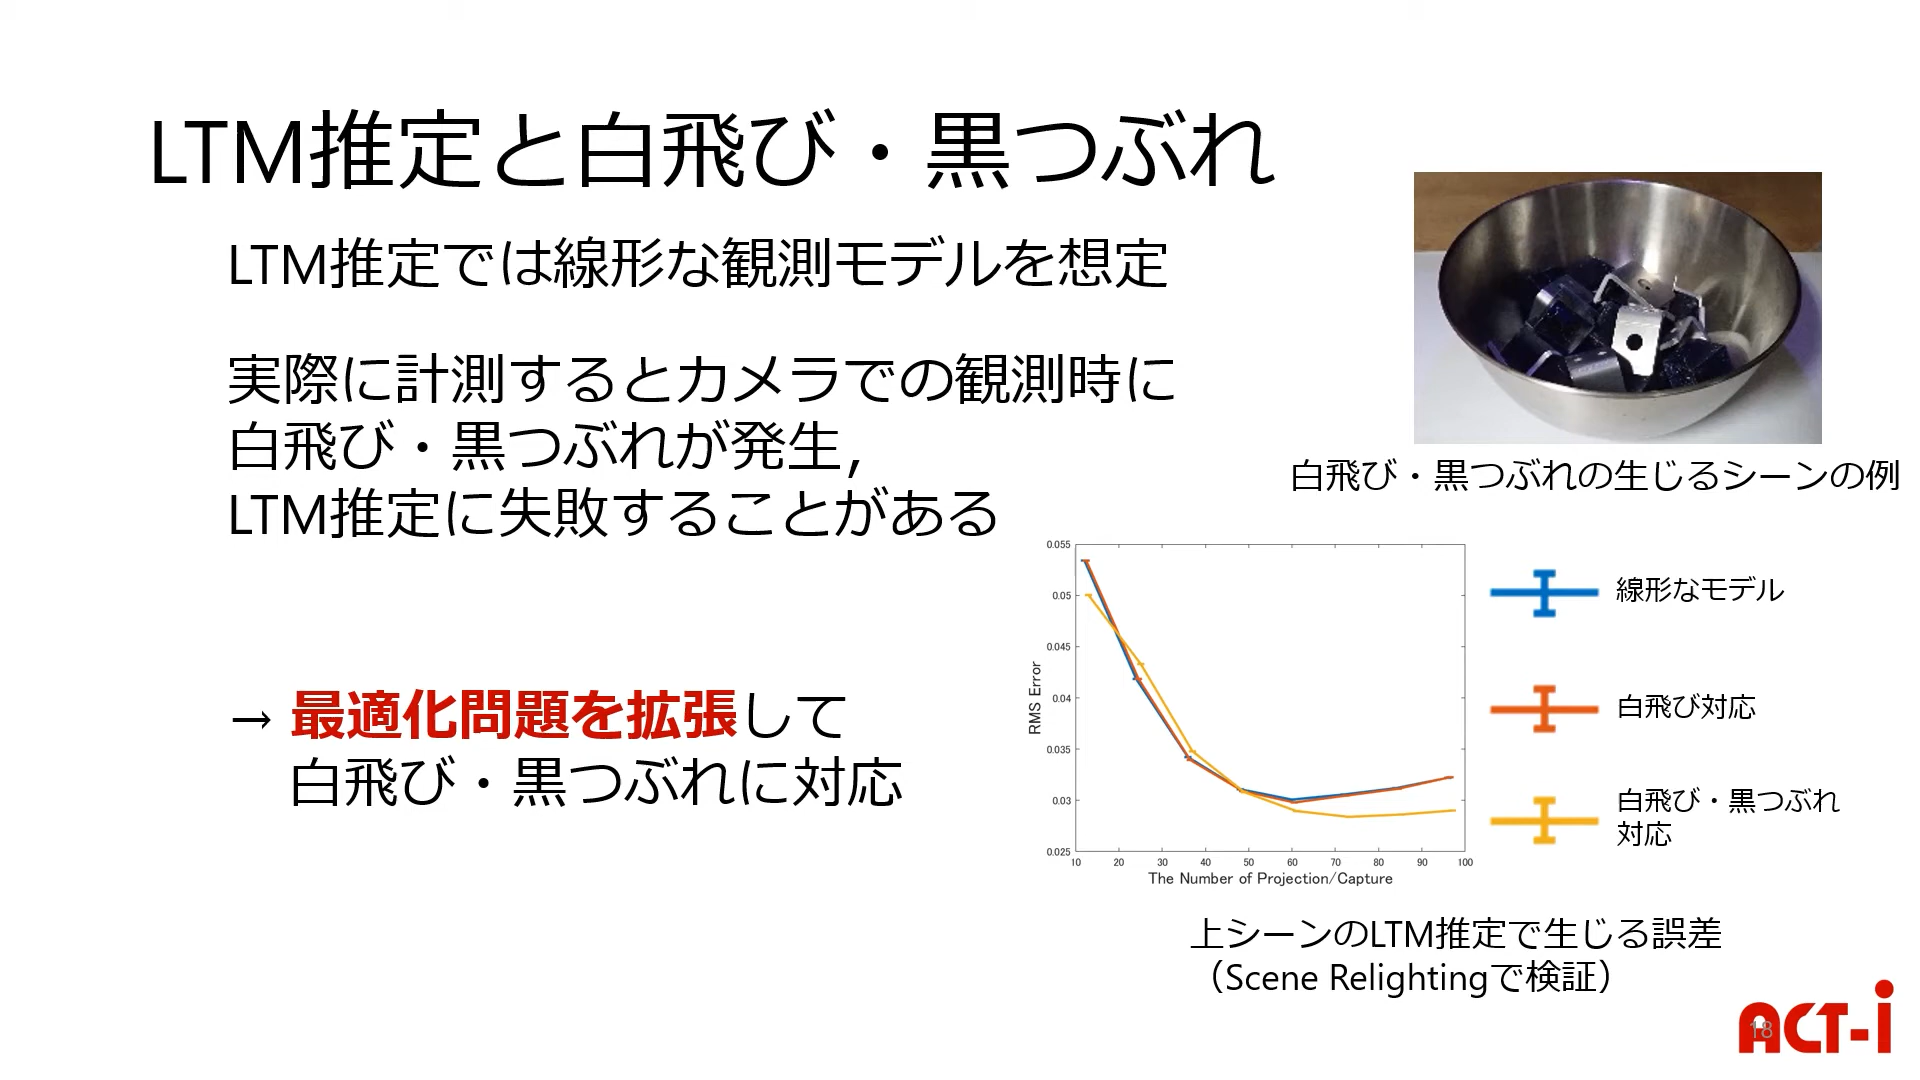 LTM推定と白飛び・黒つぶれ
LTM推定では線形な観測モデルを想定
実際に計測するとカメラでの観測時に
白飛び・黒つぶれが発生,
LTM推定に失敗することがある
→ 最適化問題を拡張して
白飛び・黒つぶれに対応
白飛び・黒つぶれの生じるシーンの例
0.055
0.05
0.045
0.04
0.035
0.03
0.025
RMS Error
10 20 30 40 50 60 70 80 90 100
The Number of Projection/Capture
線形なモデル
白飛び対応
白飛び・黒つぶれ
対応
上シーンのLTM推定で生じる誤差
（Scene Relightingで検証）
ACT-i
18